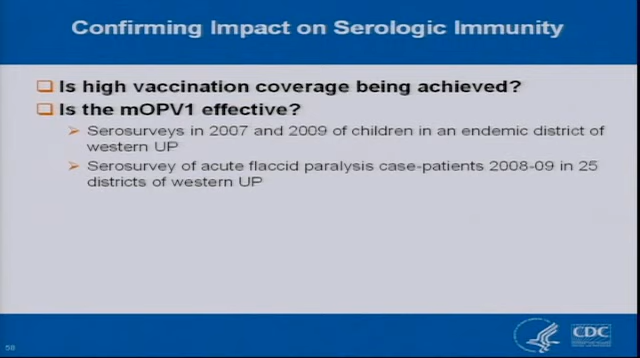 Confirming Impact on Serologic Immunity
Is high vaccination coverage being achieved?
Is the mOPV1 effective?
Serosurveys in 2007 and 2009 of children in an endemic district of
western UP
Serosurvey of acute flaccid paralysis case-patients 2008-09 in 25
districts of western UP
58
CDC